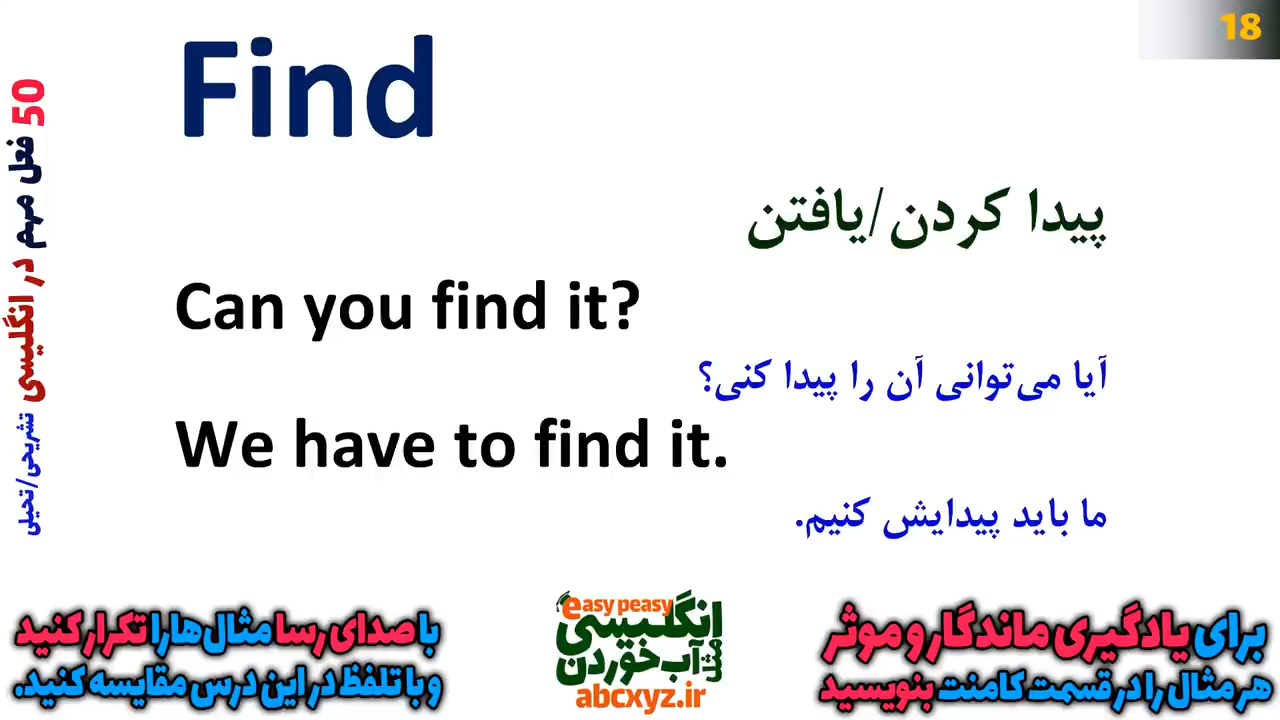 18
Find
پیدا کردن/یافتن
Can you find it?
آیا می‌توانی آن را پیدا کنی؟
We have to find it.
ما باید پیدایش کنیم.
50 فعل مهم در انگلیسی تشریحی/تحیلی
برای یادگیری ماندگار و موثر
هر مثال را در قسمت کامنت بنویسید
easy peasy
انگلیسی
مثل
آب خوردن
abcxyz.ir
با صدای رسا مثال‌ها را تکرار کنید
و با تلفظ در این درس مقایسه کنید.